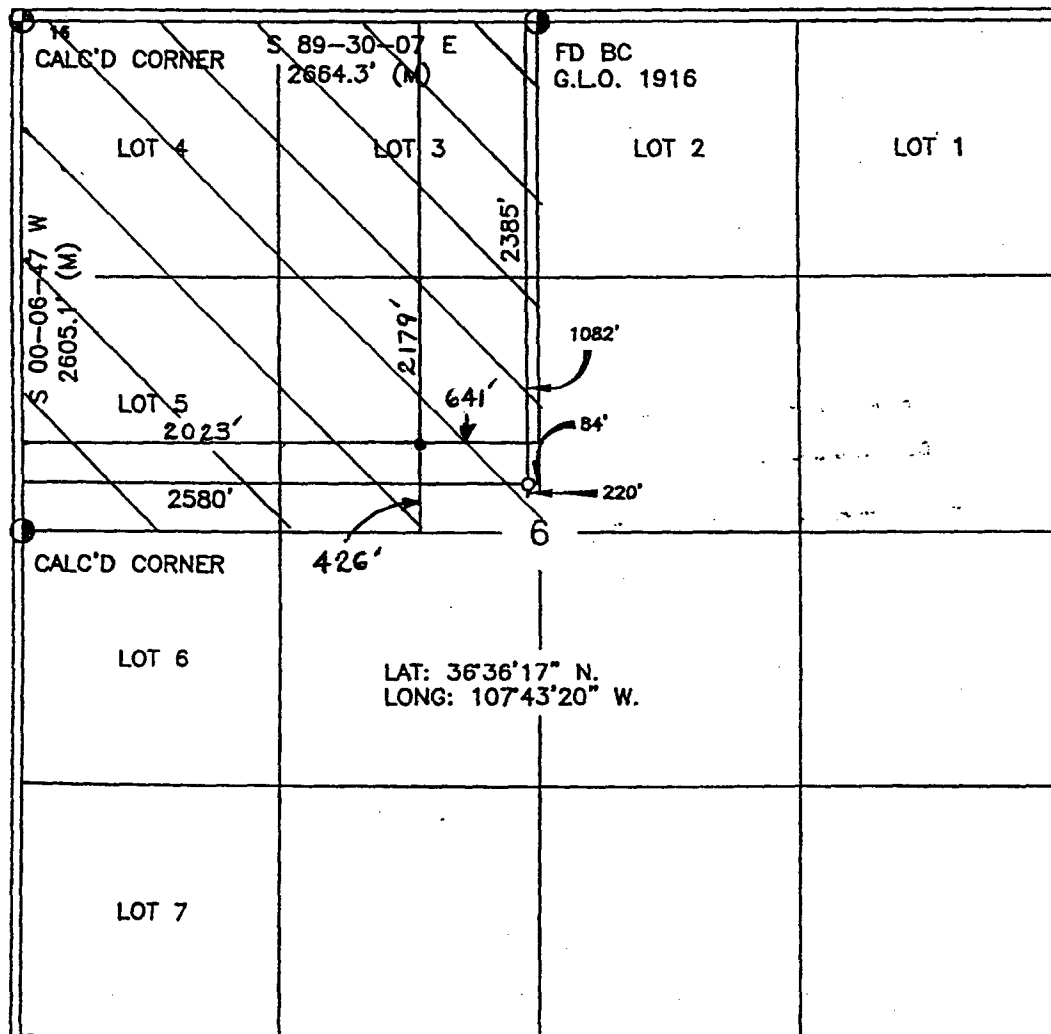 16
CALC'D CORNER
S 89-30-07 E
2664.3' (M)
FD BC
G.L.O. 1916
LOT 4
LOT 3
LOT 2
LOT 1
S 00-06-47 W
2605.1' (M)
2385'
2179'
1082'
LOT 5
641'
2023'
84'
2580'
220'
426'
6
CALC'D CORNER
LOT 6
LAT: 36°36'17" N.
LONG: 107°43'20" W.
LOT 7